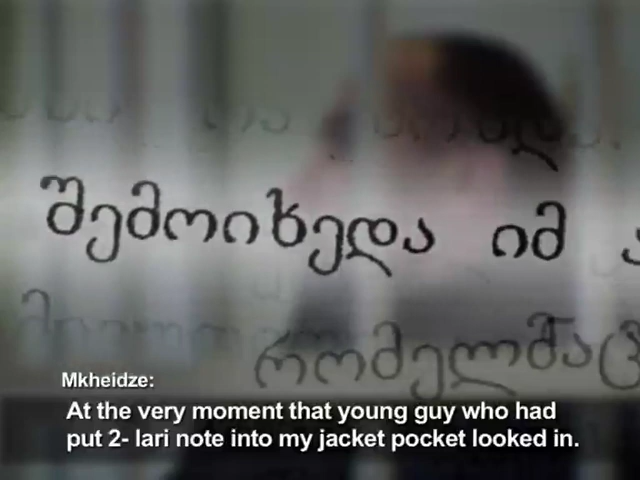 შემოიხედა იმ
რომელმაც
Mkheidze:
At the very moment that young guy who had
put 2- lari note into my jacket pocket looked in.